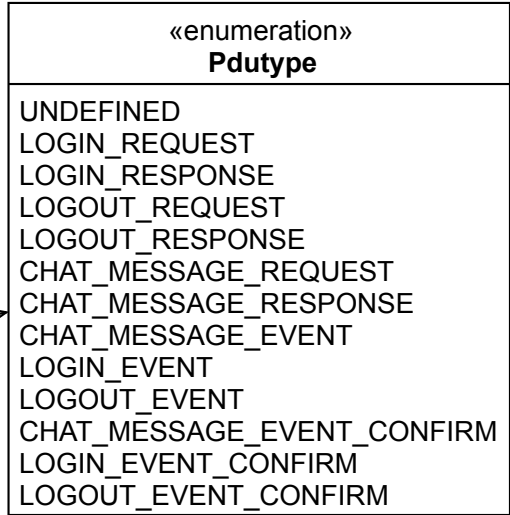 «enumeration»
Pdutype
UNDEFINED
LOGIN_REQUEST
LOGIN_RESPONSE
LOGOUT_REQUEST
LOGOUT_RESPONSE
CHAT_MESSAGE_REQUEST
CHAT_MESSAGE_RESPONSE
CHAT_MESSAGE_EVENT
LOGIN_EVENT
LOGOUT_EVENT
CHAT_MESSAGE_EVENT_CONFIRM
LOGIN_EVENT_CONFIRM
LOGOUT_EVENT_CONFIRM